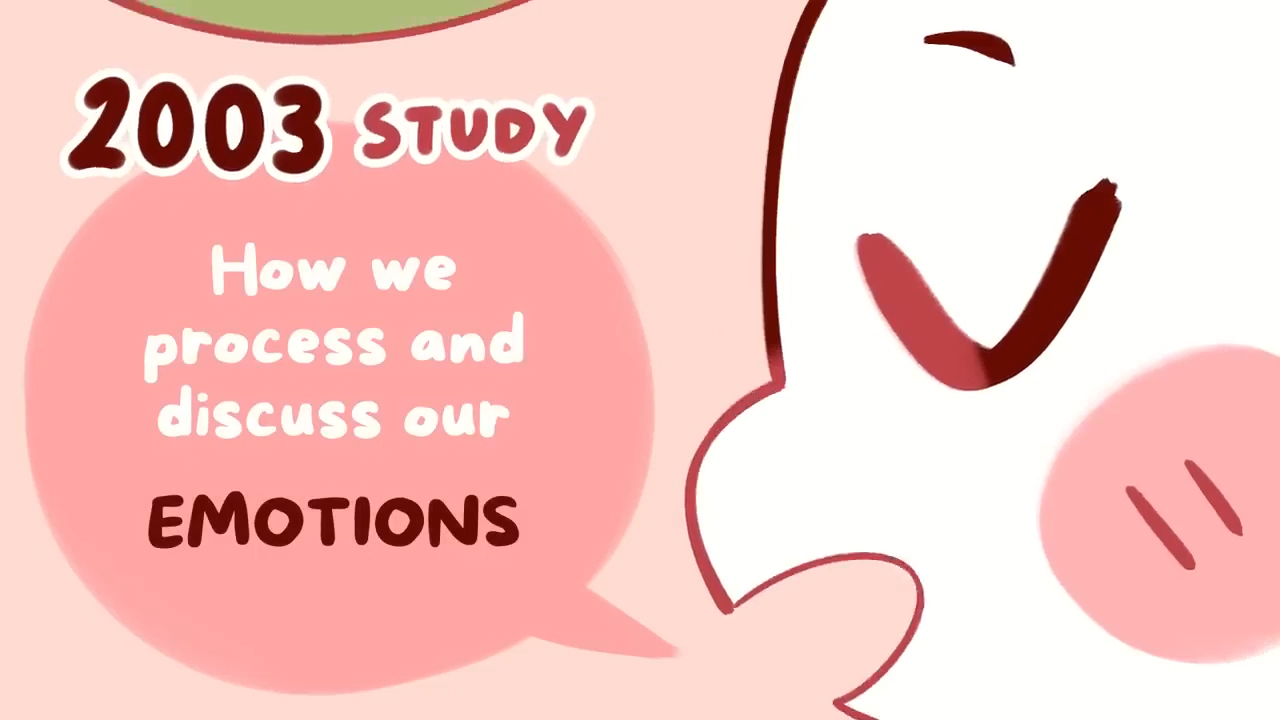 2003 STUDY
How we
process and
discuss our
EMOTIONS